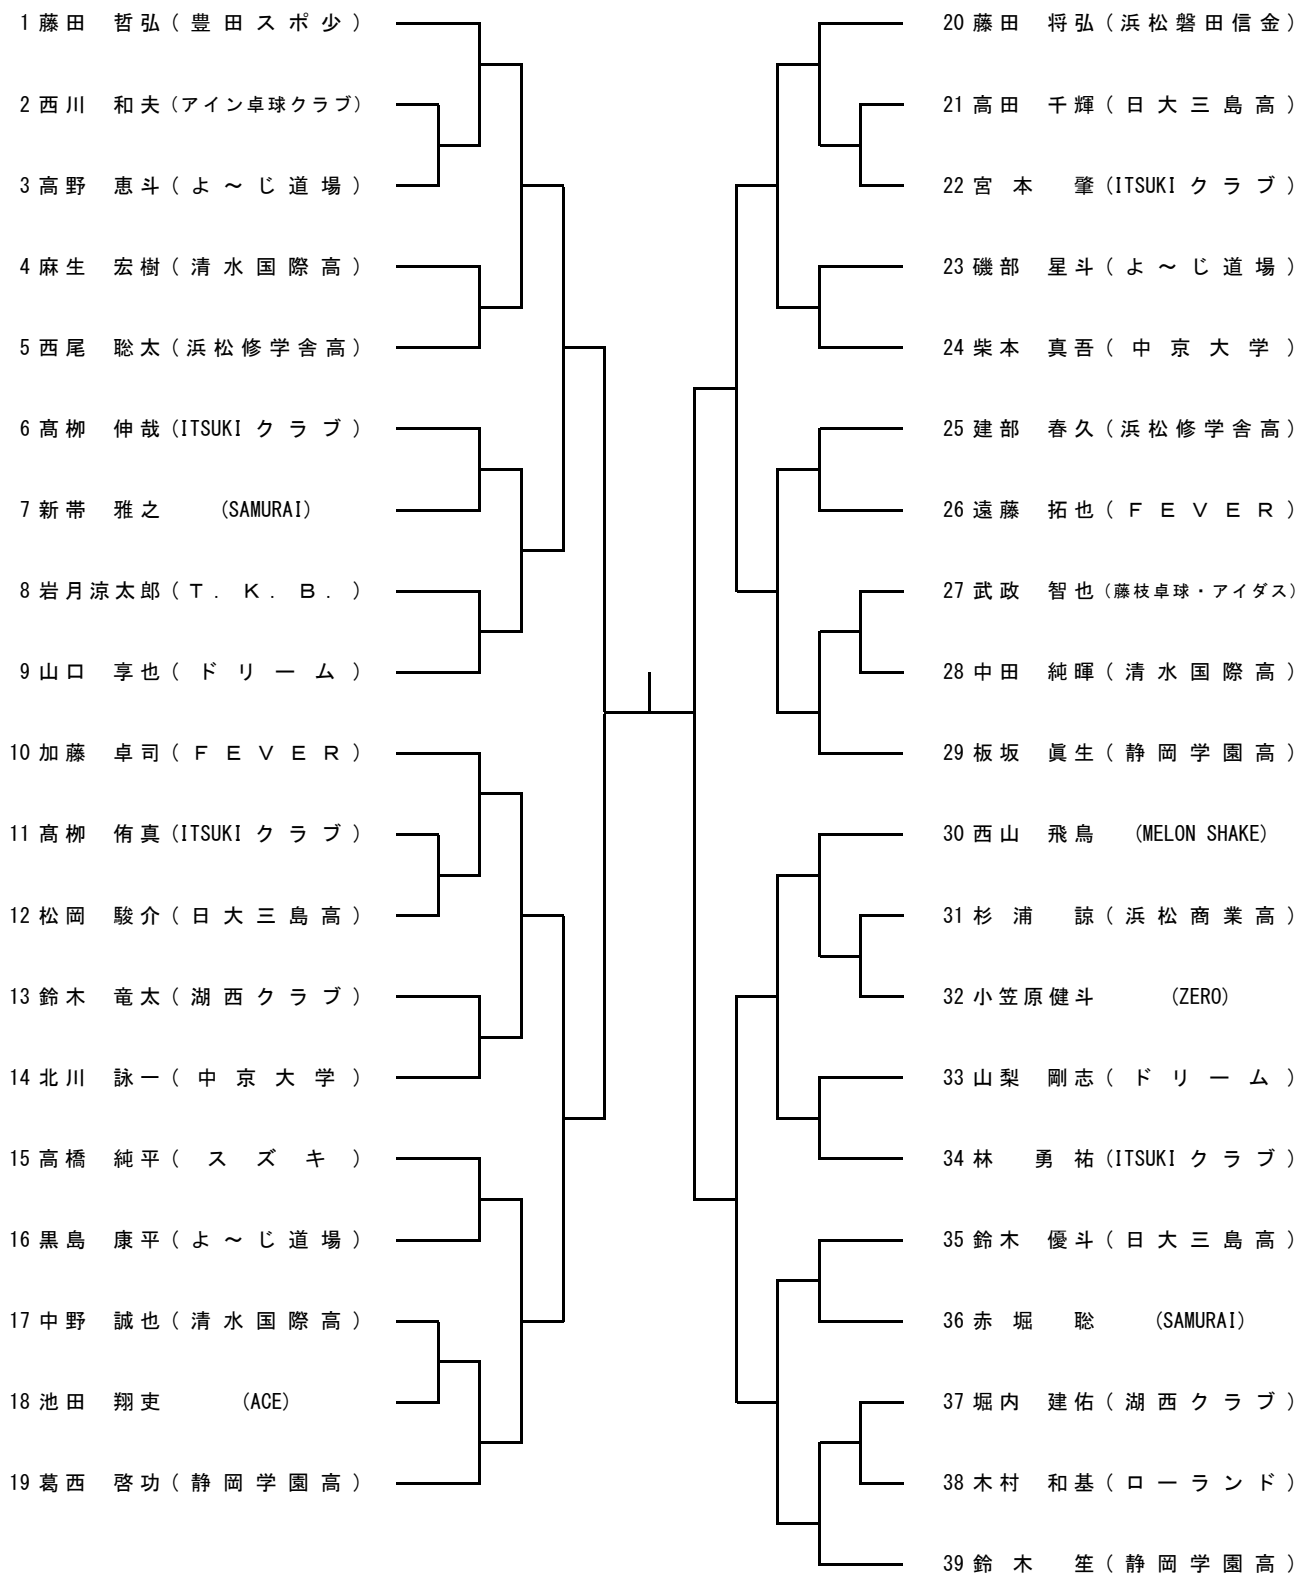 1 藤田 哲弘 (豊田スポ少)
2 西川 和夫 (アイン卓球クラブ)
3 高野 恵斗 (よ～じ道場)
4 麻生 宏樹 (清水国際高)
5 西尾 聡太 (浜松修学舎高)
6 髙栁 伸哉 (ITSUKI クラブ)
7 新帯 雅之 (SAMURAI)
8 岩月涼太郎 (Ｔ．Ｋ．Ｂ．)
9 山口 享也 (ドリーム)
10 加藤 卓司 (ＦＥＶＥＲ)
11 髙栁 侑真 (ITSUKI クラブ)
12 松岡 駿介 (日大三島高)
13 鈴木 竜太 (湖西クラブ)
14 北川 詠一 (中京大学)
15 高橋 純平 (スズキ)
16 黒島 康平 (よ～じ道場)
17 中野 誠也 (清水国際高)
18 池田 翔吏 (ACE)
19 葛西 啓功 (静岡学園高)
20 藤田 将弘 (浜松磐田信金)
21 高田 千輝 (日大三島高)
22 宮本 肇 (ITSUKI クラブ)
23 磯部 星斗 (よ～じ道場)
24 柴本 真吾 (中京大学)
25 建部 春久 (浜松修学舎高)
26 遠藤 拓也 (ＦＥＶＥＲ)
27 武政 智也 (藤枝卓球・アイダス)
28 中田 純暉 (清水国際高)
29 板坂 眞生 (静岡学園高)
30 西山 飛鳥 (MELON SHAKE)
31 杉浦 諒 (浜松商業高)
32 小笠原健斗 (ZERO)
33 山梨 剛志 (ドリーム)
34 林 勇祐 (ITSUKI クラブ)
35 鈴木 優斗 (日大三島高)
36 赤堀 聡 (SAMURAI)
37 堀内 建佑 (湖西クラブ)
38 木村 和基 (ローランド)
39 鈴木 笙 (静岡学園高)